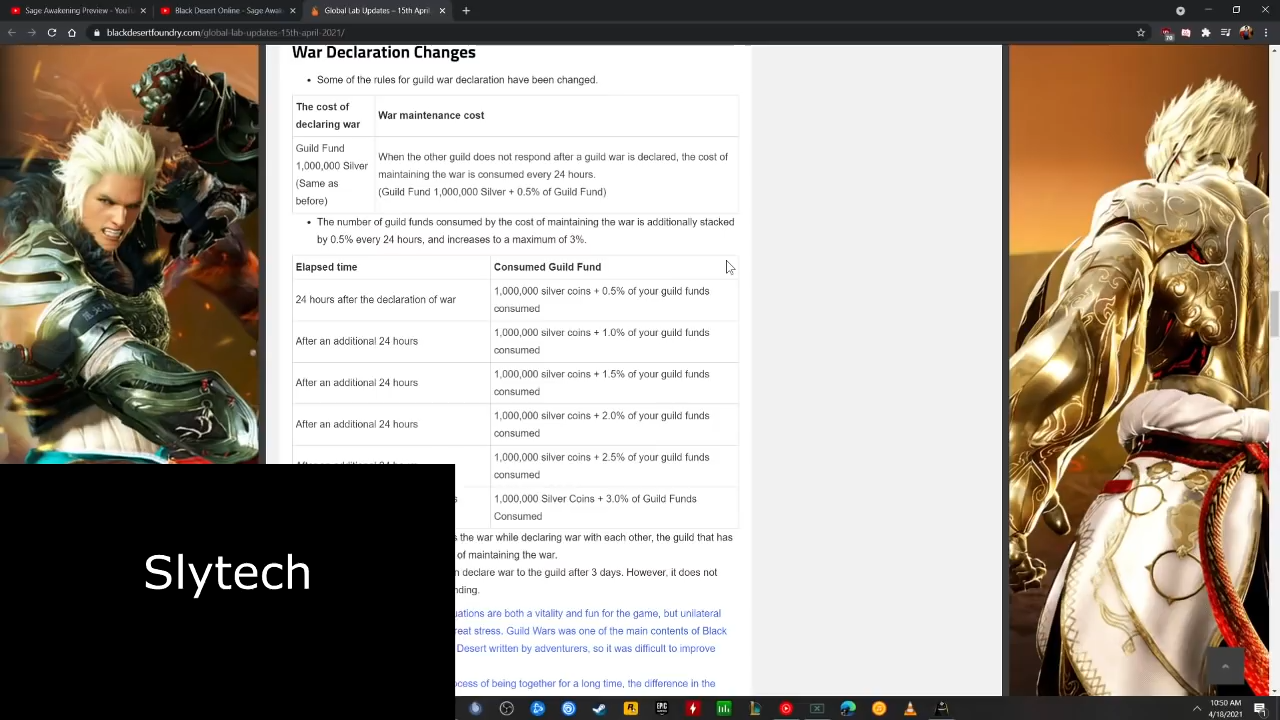 Sage Awakening Preview - YouTu
Black Desert Online - Sage Awak
Global Lab Updates – 15th April
blackdesertfoundry.com/global-lab-updates-15th-april-2021/
War Declaration Changes
Some of the rules for guild war declaration have been changed.
The cost of
declaring war
War maintenance cost
Guild Fund
1,000,000 Silver
(Same as
before)
When the other guild does not respond after a guild war is declared, the cost of
maintaining the war is consumed every 24 hours.
(Guild Fund 1,000,000 Silver + 0.5% of Guild Fund)
The number of guild funds consumed by the cost of maintaining the war is additionally stacked
by 0.5% every 24 hours, and increases to a maximum of 3%.
Elapsed time
Consumed Guild Fund
24 hours after the declaration of war
1,000,000 silver coins + 0.5% of your guild funds
consumed
After an additional 24 hours
1,000,000 silver coins + 1.0% of your guild funds
consumed
After an additional 24 hours
1,000,000 silver coins + 1.5% of your guild funds
consumed
After an additional 24 hours
1,000,000 silver coins + 2.0% of your guild funds
consumed
1,000,000 silver coins + 2.5% of your guild funds
consumed
s
1,000,000 Silver Coins + 3.0% of Guild Funds
Consumed
s the war while declaring war with each other, the guild that has
of maintaining the war.
n declare war to the guild after 3 days. However, it does not
nding.
uations are both a vitality and fun for the game, but unilateral
reat stress. Guild Wars was one of the main contents of Black
Desert written by adventurers, so it was difficult to improve
ocess of being together for a long time, the difference in the
Slytech
EPIC
10:50 AM
4/18/2021